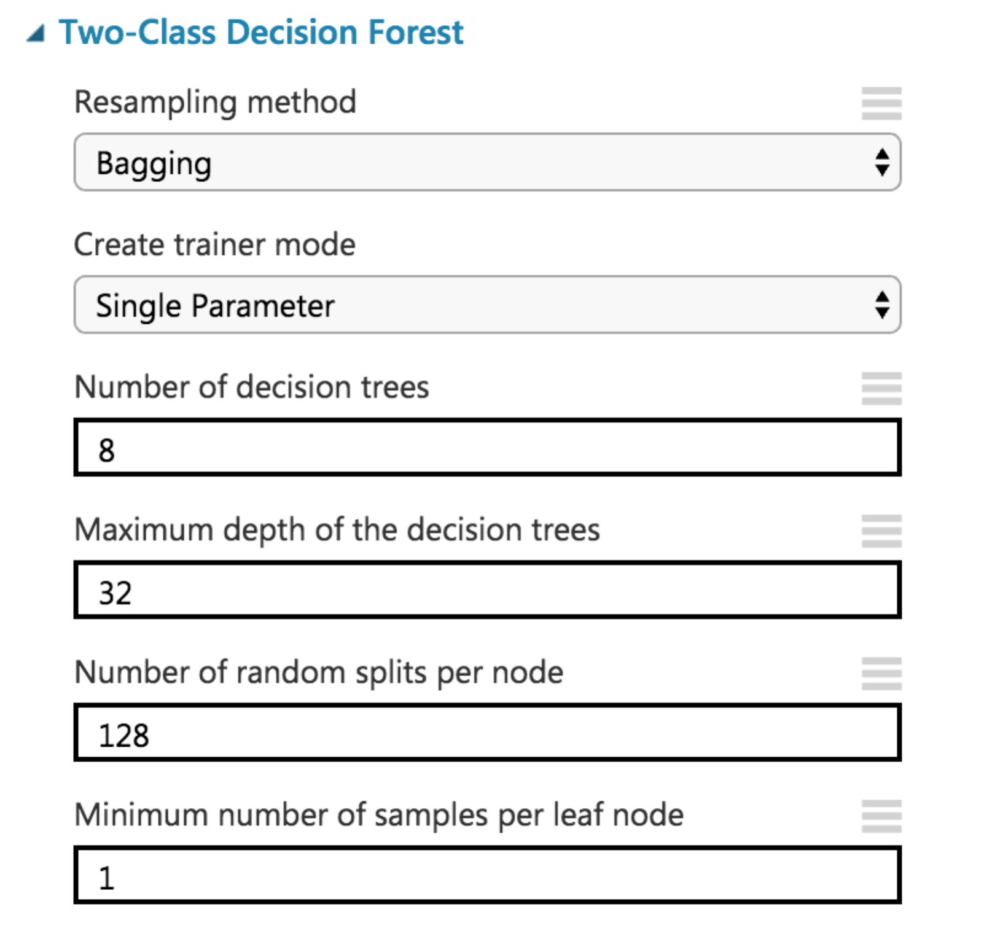 Two-Class Decision Forest
Resampling method
Bagging
Create trainer mode
Single Parameter
Number of decision trees
8
Maximum depth of the decision trees
32
Number of random splits per node
128
Minimum number of samples per leaf node
1